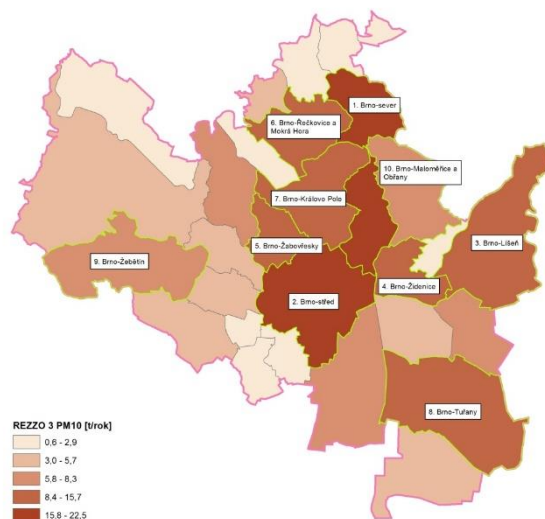 1. Brno-sever
6. Brno-Řečkovice a
Mokrá Hora
10. Brno-Maloměřice a
Obřany
7. Brno-Královo Pole
3. Brno-Líšeň
5. Brno-Žabovřesky
9. Brno-Žebětín
4. Brno-Židenice
2. Brno-střed
8. Brno-Tuřany
REZZO 3 PM10 [t/rok]
0,6 - 2,9
3,0 - 5,7
5,8 - 8,3
8,4 - 15,7
15,8 - 22,5